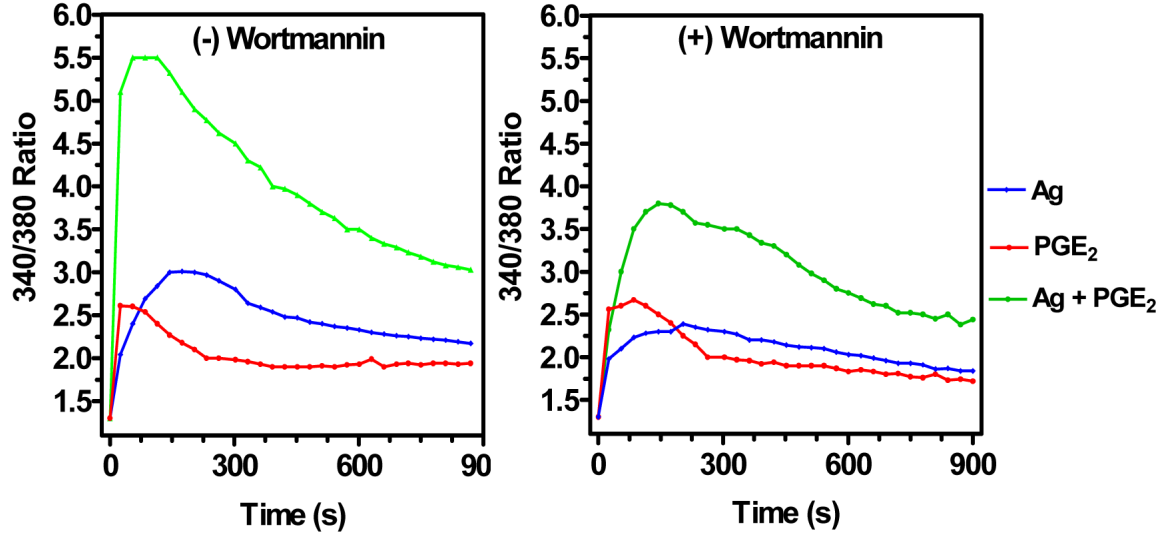 (-) Wortmannin
340/380 Ratio
6.0
5.5
5.0
4.5
4.0
3.5
3.0
2.5
2.0
1.5
0 300 600 90
Time (s)
(+) Wortmannin
340/380 Ratio
6.0
5.5
5.0
4.5
4.0
3.5
3.0
2.5
2.0
1.5
0 300 600 900
Time (s)
Ag
PGE₂
Ag + PGE₂